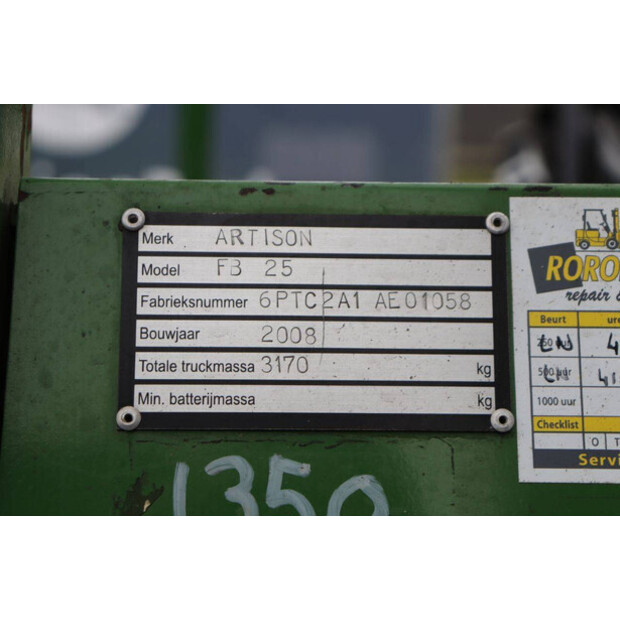 Merk ARTISON
Model FB 25
Fabrieksnummer 6PTC2A1 AE01058
Bouwjaar 2008
Totale truckmassa 3170 kg
Min. batterijmassa kg
1350
RORO
repair
Beurt
500 uur
1000 uur
Checklist
O T
Servi